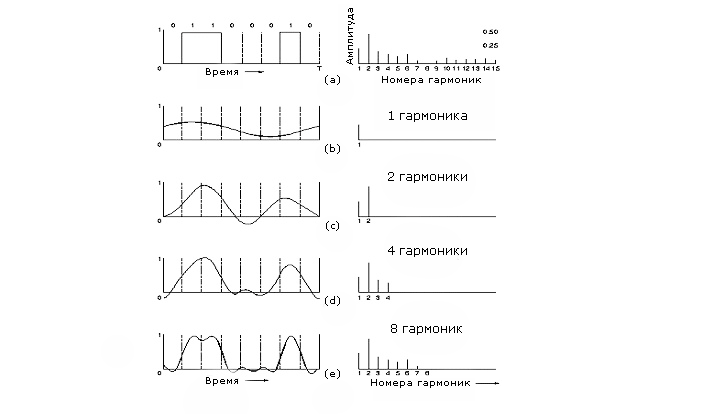 0 1 1 0 0 0 1 0
1
0
T
Время
(a)
Амплитуда
0.50
0.25
1 2 3 4 5 6 7 8 9 10 11 12 13 14 15
Номера гармоник
1
0
(b)
1 гармоника
1
1
0
(c)
2 гармоники
1 2
1
0
(d)
4 гармоники
1 2 3 4
1
0
Время
(e)
8 гармоник
1 2 3 4 5 6 7 8
Номера гармоник